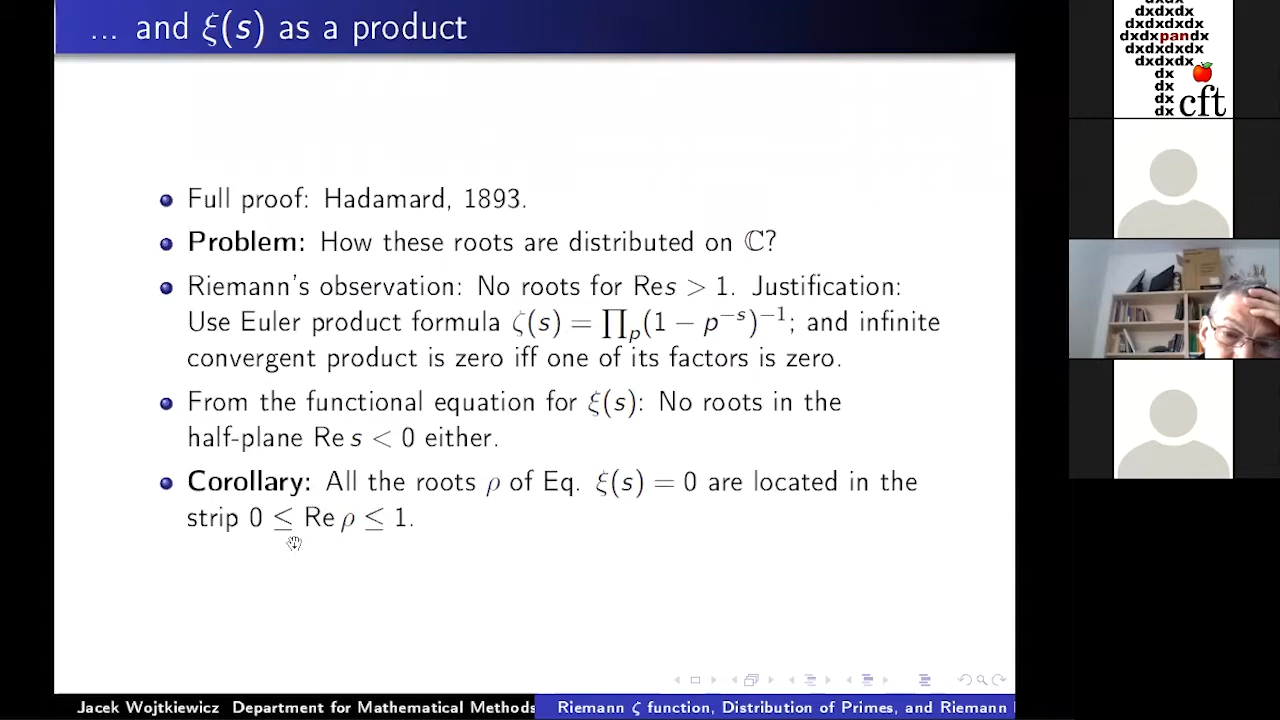 ... and ξ(s) as a product
Full proof: Hadamard, 1893.
Problem: How these roots are distributed on ℂ?
Riemann's observation: No roots for Res > 1. Justification:
Use Euler product formula ζ(s) = ∏ₚ(1 − p⁻ˢ)⁻¹; and infinite
convergent product is zero iff one of its factors is zero.
From the functional equation for ξ(s): No roots in the
half-plane Re s < 0 either.
Corollary: All the roots ρ of Eq. ξ(s) = 0 are located in the
strip 0 ≤ Re ρ ≤ 1.
Jacek Wojtkiewicz Department for Mathematical Methods
Riemann ζ function, Distribution of Primes, and Riemann
dxdxdx
dxdxdxdx
dxdxpandx
dxdxdxdx
dxdxdx
dx
dx
dx
dx
cft